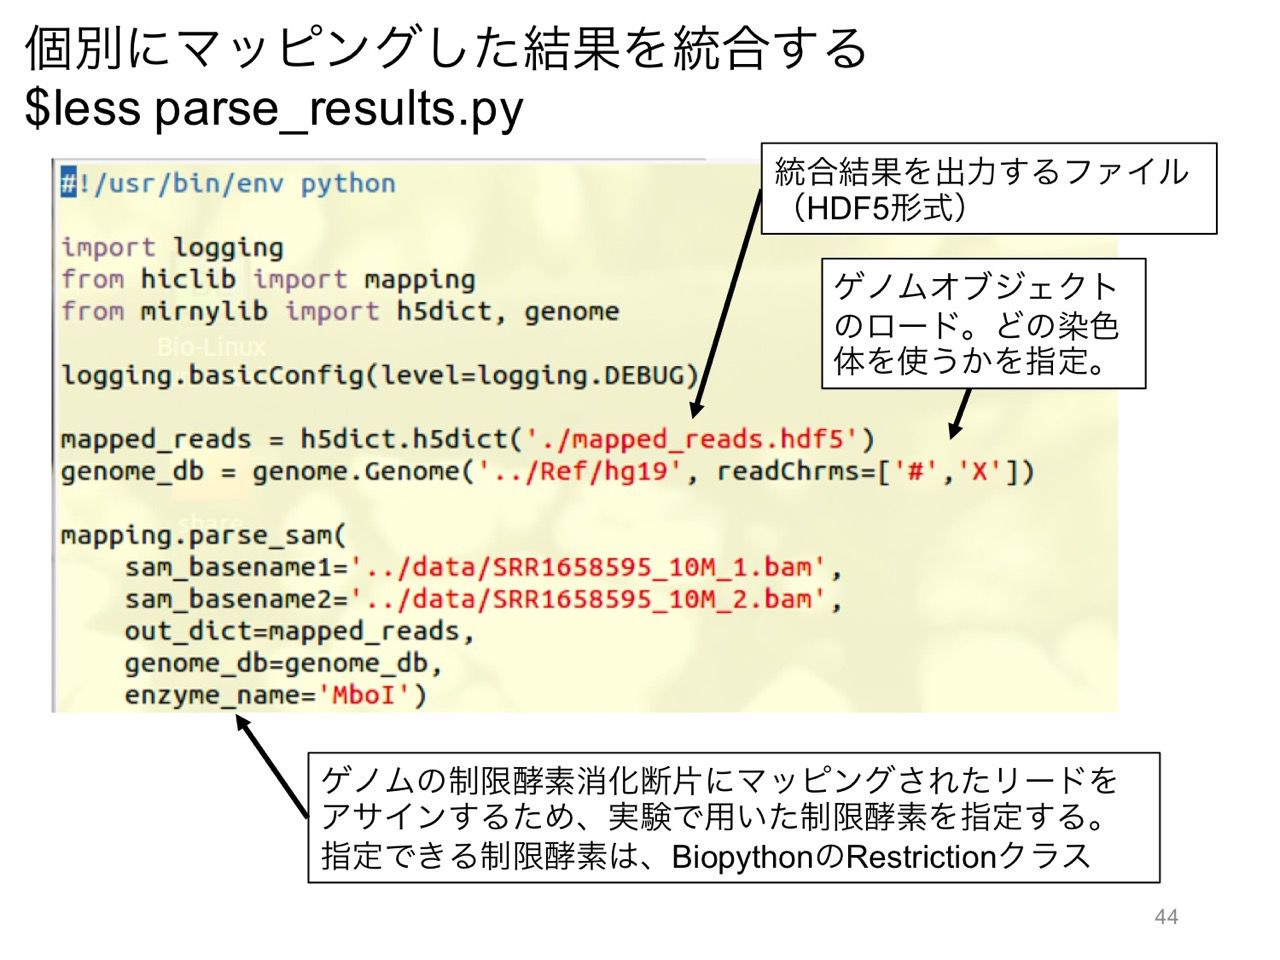 個別にマッピングした結果を統合する
$less parse_results.py
統合結果を出力するファイル
（HDF5形式）
#!/usr/bin/env python
import logging
from hiclib import mapping
from mirnylib import h5dict, genome
ゲノムオブジェクト
のロード。どの染色
体を使うかを指定。
Bio-Linux
logging.basicConfig(level=logging.DEBUG)
mapped_reads = h5dict.h5dict('./mapped_reads.hdf5')
genome_db = genome.Genome('../Ref/hg19', readChrms=['#','X'])
share
mapping.parse_sam(
    sam_basename1='../data/SRR1658595_10M_1.bam',
    sam_basename2='../data/SRR1658595_10M_2.bam',
    out_dict=mapped_reads,
    genome_db=genome_db,
    enzyme_name='MboI')
ゲノムの制限酵素消化断片にマッピングされたリードを
アサインするため、実験で用いた制限酵素を指定する。
指定できる制限酵素は、BiopythonのRestrictionクラス
44